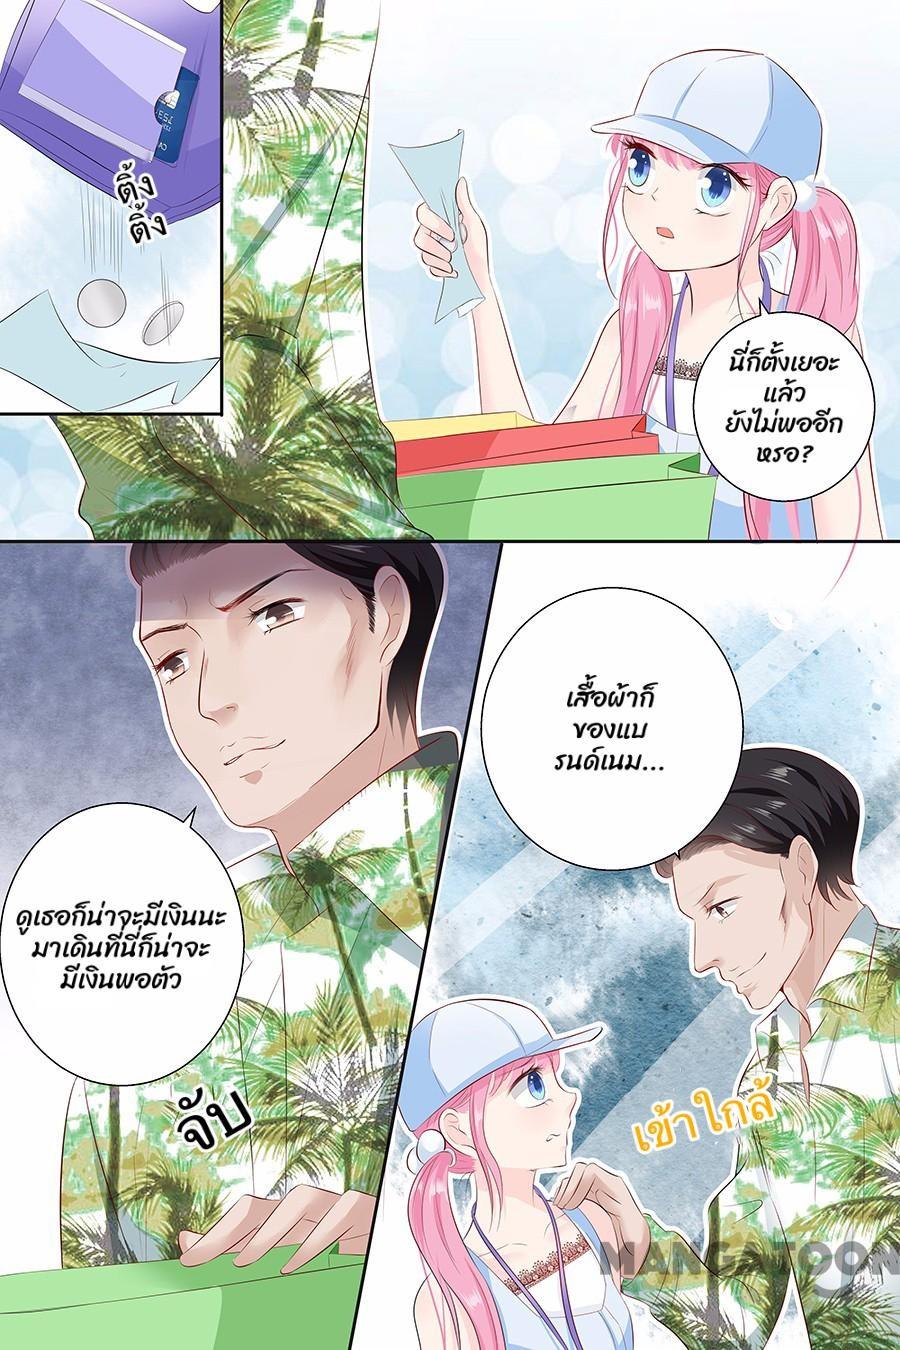 ติ้ง
ติ้ง
นี่ก็ตั้งเยอะ
แล้ว
ยังไม่พออีก
หรอ?
เสื้อผ้าก็
ของแบ
รนด์เนม...
ดูเธอก็น่าจะมีเงินนะ
มาเดินที่นี่ก็น่าจะ
มีเงินพอตัว
จับ
เข้าใกล้
MANGATOON